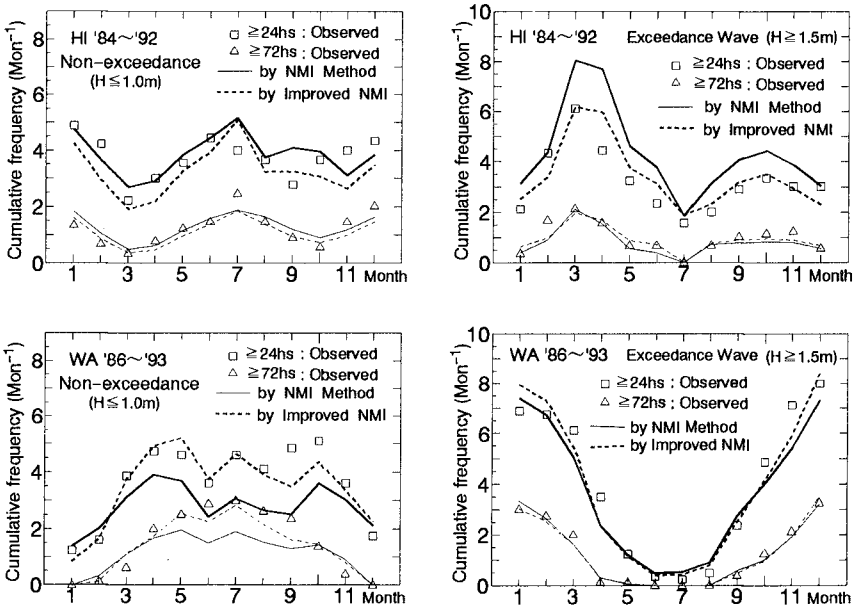 Cumulative frequency (Mon⁻¹)
8
6
4
2
0
HI '84~'92
Non-exceedance
(H≦1.0m)
≧24hs : Observed
≧72hs : Observed
by NMI Method
by Improved NMI
1 3 5 7 9 11 Month
Cumulative frequency (Mon⁻¹)
10
8
6
4
2
0
HI '84~'92 Exceedance Wave (H≧1.5m)
≧24hs : Observed
≧72hs : Observed
by NMI Method
by Improved NMI
1 3 5 7 9 11 Month
Cumulative frequency (Mon⁻¹)
8
6
4
2
0
WA '86~'93
Non-exceedance
(H≦1.0m)
≧24hs : Observed
≧72hs : Observed
by NMI Method
by Improved NMI
1 3 5 7 9 11 Month
Cumulative frequency (Mon⁻¹)
10
8
6
4
2
0
WA '86~'93 Exceedance Wave (H≧1.5m)
≧24hs : Observed
≧72hs : Observed
by NMI Method
by Improved NMI
1 3 5 7 9 11 Month